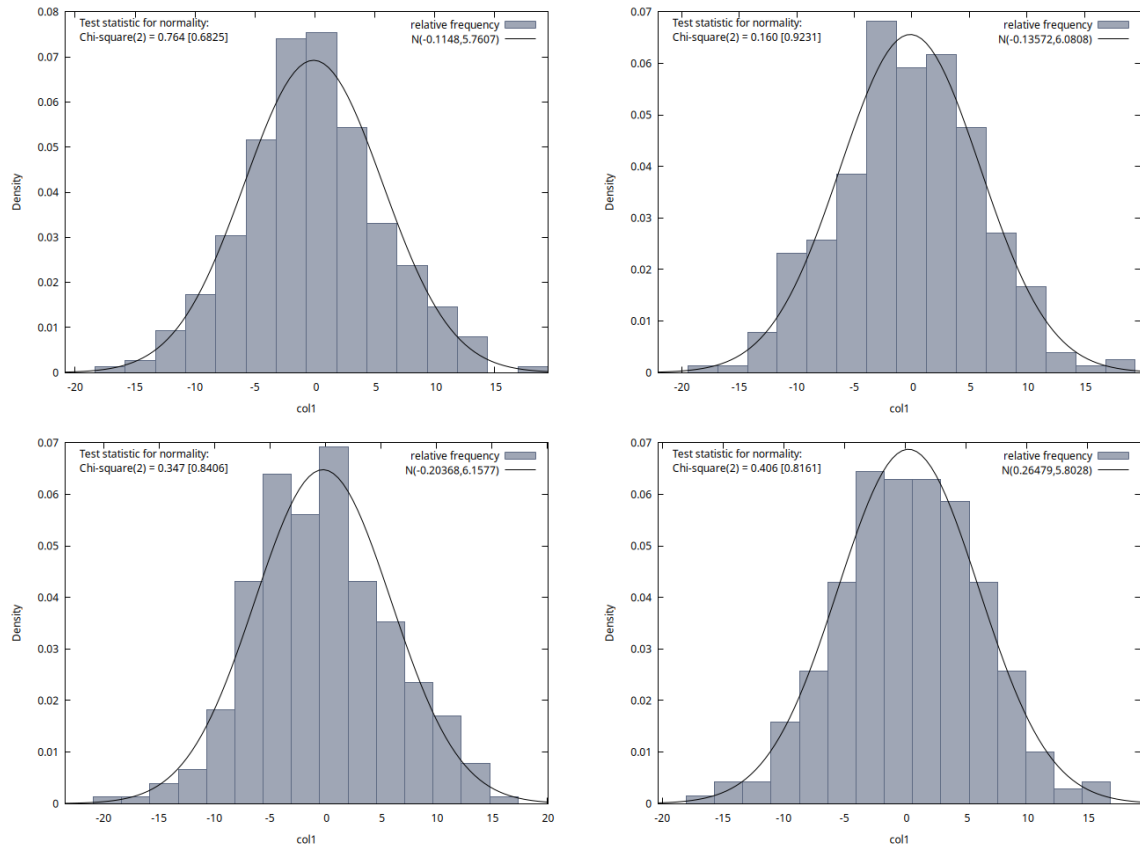 Test statistic for normality:
Chi-square(2) = 0.764 [0.6825]
relative frequency
N(-0.1148,5.7607)
0.08
0.07
0.06
0.05
0.04
0.03
0.02
0.01
0
Density
-20 -15 -10 -5 0 5 10 15
col1
Test statistic for normality:
Chi-square(2) = 0.160 [0.9231]
relative frequency
N(-0.13572,6.0808)
0.07
0.06
0.05
0.04
0.03
0.02
0.01
0
Density
-20 -15 -10 -5 0 5 10 15
col1
Test statistic for normality:
Chi-square(2) = 0.347 [0.8406]
relative frequency
N(-0.20368,6.1577)
0.07
0.06
0.05
0.04
0.03
0.02
0.01
0
Density
-20 -15 -10 -5 0 5 10 15 20
col1
Test statistic for normality:
Chi-square(2) = 0.406 [0.8161]
relative frequency
N(0.26479,5.8028)
0.07
0.06
0.05
0.04
0.03
0.02
0.01
0
Density
-20 -15 -10 -5 0 5 10 15
col1